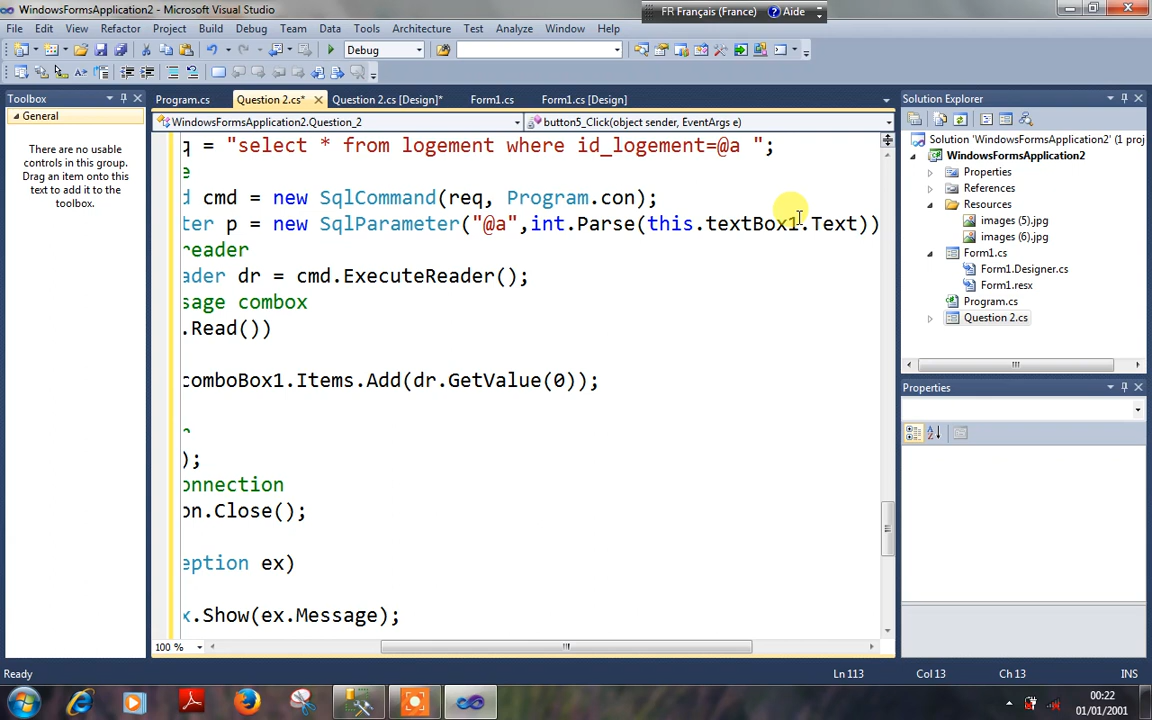 WindowsFormsApplication2 - Microsoft Visual Studio
FR Français (France) Aide
File Edit View Refactor Project Build Debug Team Data Tools Architecture Test Analyze Window Help
Debug
Toolbox
Program.cs Question 2.cs* Question 2.cs [Design]* Form1.cs Form1.cs [Design]
Solution Explorer
General
WindowsFormsApplication2.Question_2 button5_Click(object sender, EventArgs e)
There are no usable
controls in this group.
Drag an item onto this
text to add it to the
toolbox.
q = "select * from logement where id_logement=@a ";
e
d cmd = new SqlCommand(req, Program.con);
ter p = new SqlParameter("@a",int.Parse(this.textBox1.Text))
reader
ader dr = cmd.ExecuteReader();
sage combox
.Read())
comboBox1.Items.Add(dr.GetValue(0));
);
onnection
on.Close();
eption ex)
x.Show(ex.Message);
Solution 'WindowsFormsApplication2' (1 proj
WindowsFormsApplication2
Properties
References
Resources
images (5).jpg
images (6).jpg
Form1.cs
Form1.Designer.cs
Form1.resx
Program.cs
Question 2.cs
Properties
100 %
Ready Ln 113 Col 13 Ch 13 INS
00:22
01/01/2001